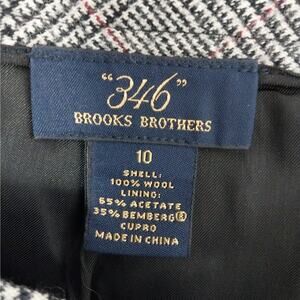 "346"
BROOKS BROTHERS
10
SHELL:
100% WOOL
LINING:
65% ACETATE
35% BEMBERG®
CUPRO
MADE IN CHINA